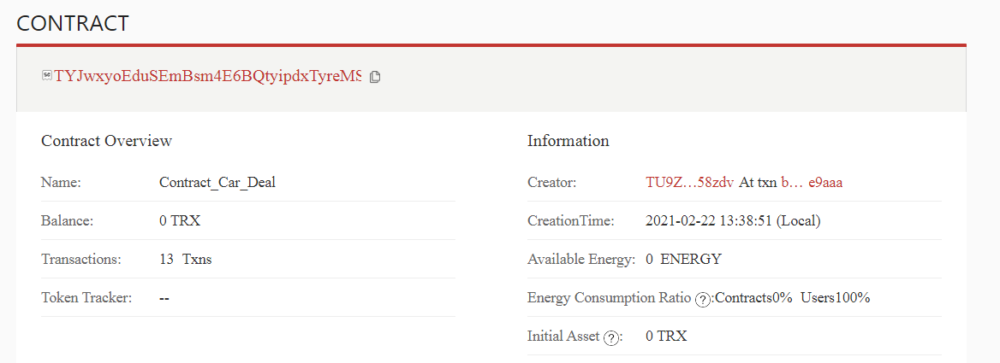 CONTRACT
TYJwxyoEduSEmBsm4E6BQtyipdxTyreMS
Contract Overview
Name: Contract_Car_Deal
Balance: 0 TRX
Transactions: 13 Txns
Token Tracker: --
Information
Creator: TU9Z...58zdv At txn b... e9aaa
CreationTime: 2021-02-22 13:38:51 (Local)
Available Energy: 0 ENERGY
Energy Consumption Ratio ?:Contracts0% Users100%
Initial Asset ?: 0 TRX